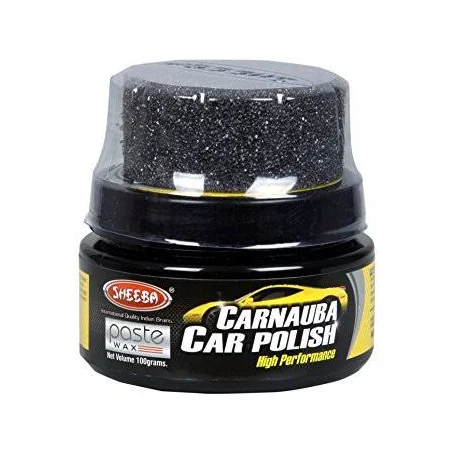 SHEEBA
International Quality Indian Brand
paste
WAX
Net Volume 100grams.
CARNAUBA
CAR POLISH
High Performance